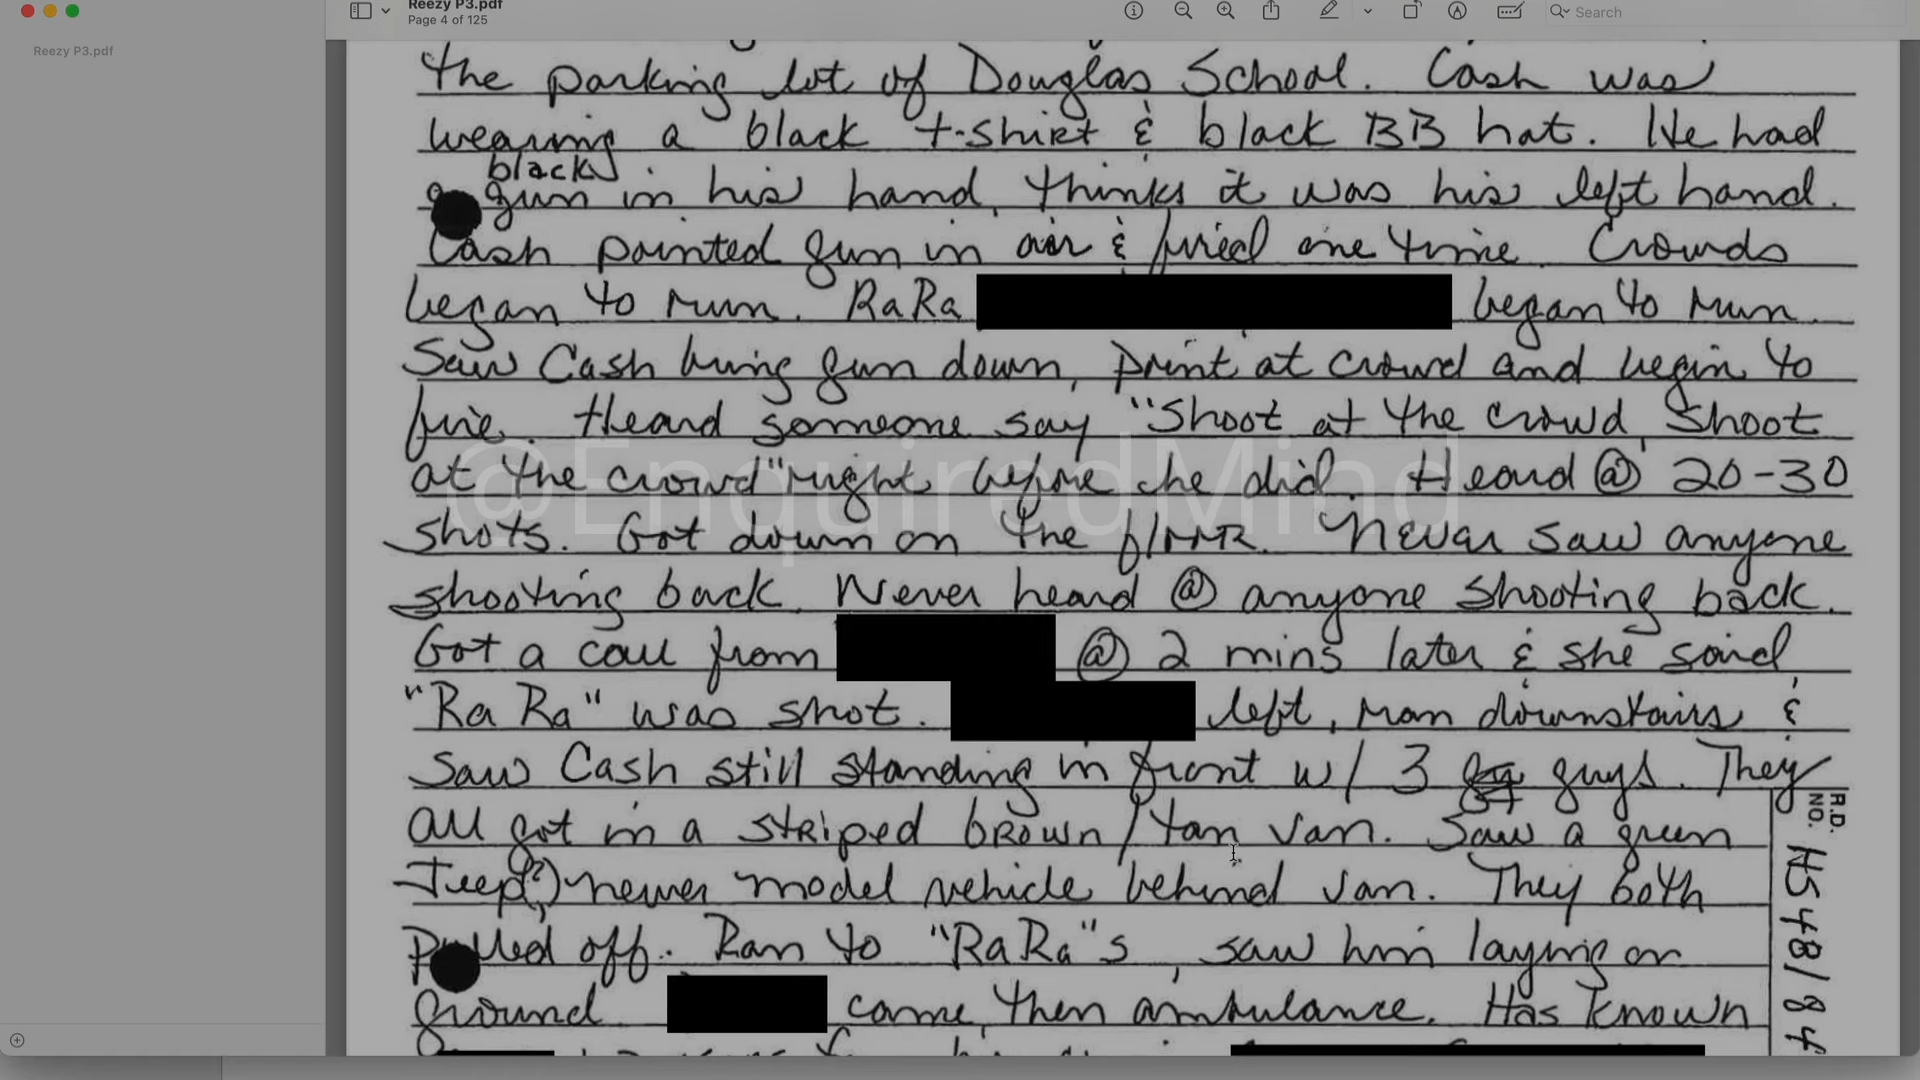 Reezy P3.pdf
Page 4 of 125
Search
Reezy P3.pdf
the parking lot of Douglas School. Cash was
wearing a black t-shirt & black BB hat. He had
black
a gun in his hand, thinks it was his left hand.
Cash pointed gun in air & fired one time. Crowds
began to run. RaRa began to run.
Saw Cash bring gun down, point at crowd and begin to
fire. Heard someone say "Shoot at the crowd, Shoot
at the crowd" right before he did. Heard @ 20-30
shots. Got down on the floor. Never saw anyone
shooting back. Never heard @ anyone shooting back.
Got a call from @ 2 mins later & she said
"Ra Ra" was shot. left, ran downstairs &
Saw Cash still standing in front w/ 3 guys. They
all got in a striped brown/tan van. Saw a green
Jeep(?), newer model vehicle behind van. They both
Pulled off. Ran to "RaRa"s, saw him laying on
ground came, then ambulance. Has known
@EnquiredMind
R.D.
NO. HS548184